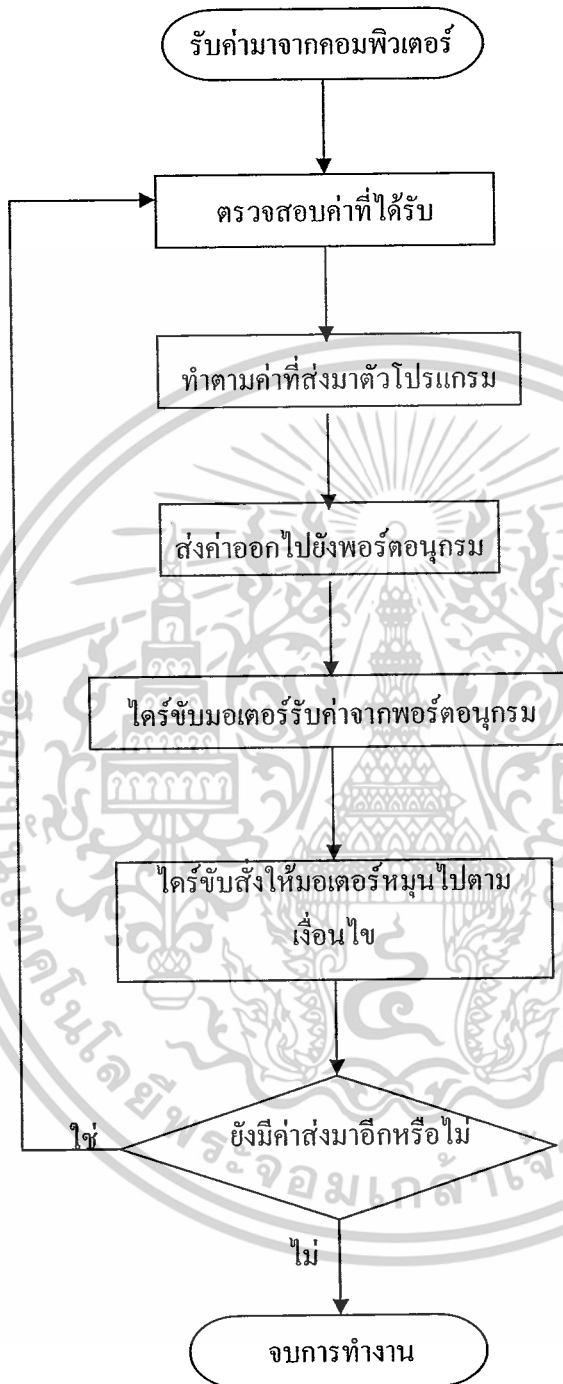 รับค่ามาจากคอมพิวเตอร์
ตรวจสอบค่าที่ได้รับ
ทำตามค่าที่ส่งมาตัวโปรแกรม
ส่งค่าออกไปยังพอร์ตอนุกรม
ไดร์ขับมอเตอร์รับค่าจากพอร์ตอนุกรม
ไดร์ขับสั่งให้มอเตอร์หมุนไปตาม
เงื่อนไข
ยังมีค่าส่งมาอีกหรือไม่
ใช่
ไม่
จบการทำงาน